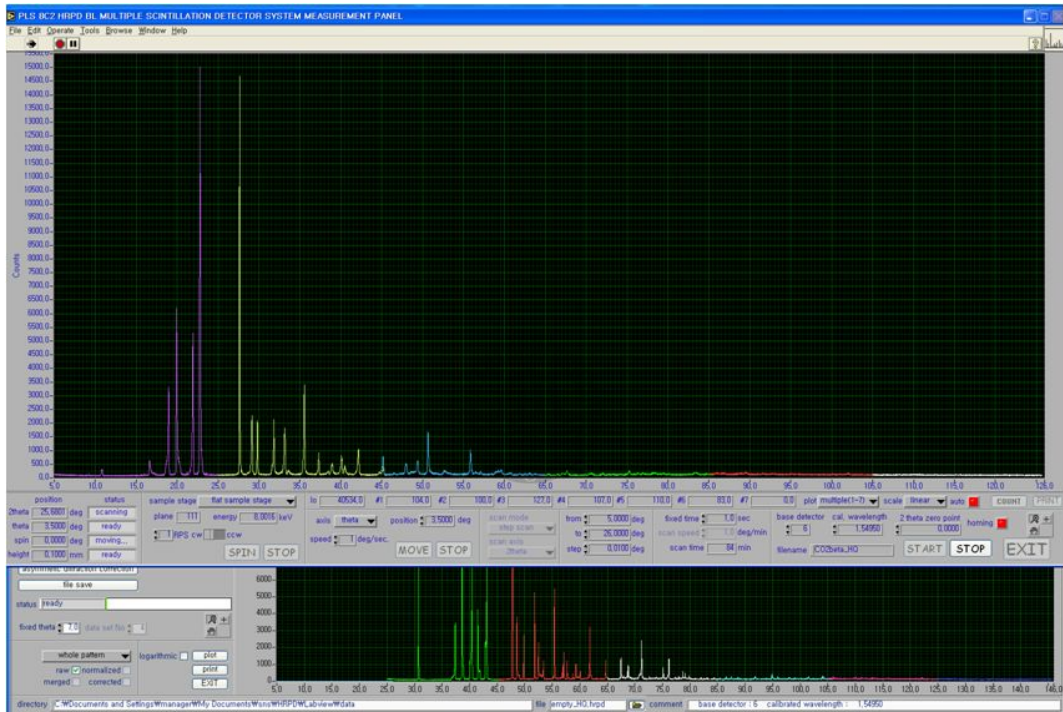 PLS 8C2 HRPD BL MULTIPLE SCINTILLATION DETECTOR SYSTEM MEASUREMENT PANEL
File Edit Operate Tools Browse Window Help
15500,0
15000,0
14500,0
14000,0
13500,0
13000,0
12500,0
12000,0
11500,0
11000,0
10500,0
10000,0
9500,0
9000,0
8500,0
8000,0
7500,0
7000,0
6500,0
6000,0
5500,0
5000,0
4500,0
4000,0
3500,0
3000,0
2500,0
2000,0
1500,0
1000,0
500,0
0,0
Counts
5,0 10,0 15,0 20,0 25,0 30,0 35,0 40,0 45,0 50,0 55,0 60,0 65,0 70,0 75,0 80,0 85,0 90,0 95,0 100,0 105,0 110,0 115,0 120,0 126,0
position status sample stage flat sample stage Io 40534,0 #1 104,0 #2 100,0 #3 127,0 #4 107,0 #5 110,0 #6 83,0 #7 0,0 plot multiple(1-7) scale linear auto COUNT PRINT
2theta 25,6800 deg scanning plane 111 energy 8,0016 keV axis theta position 3,5000 deg scan mode step scan from 5,0000 deg fixed time 1,0 sec base detector 6 cal. wavelength 1,54950 2 theta zero point 0,0000 homing
theta 3,5000 deg ready
spin 0,0000 deg moving... 1 RPS cw ccw speed 1 deg/sec. scan axis 2theta to 26,0000 deg scan speed 1,0 deg/min
height 0,1000 mm ready SPIN STOP MOVE STOP step 0,0100 deg scan time 84 min filename CO2beta_HQ START STOP EXIT
asymmetric diffraction correction
file save
status ready
fixed theta 7,0 data set No
whole pattern logarithmic plot
raw normalized print
merged corrected EXIT
6000
5000
4000
3000
2000
1000
0
5,0 10,0 15,0 20,0 25,0 30,0 35,0 40,0 45,0 50,0 55,0 60,0 65,0 70,0 75,0 80,0 85,0 90,0 95,0 100,0 105,0 110,0 115,0 120,0 125,0 130,0 135,0 140,0 146,0
directory C:₩Documents and Settings₩manager₩My Documents₩sns₩HRPD₩Labview₩data file empty_HQ.hrpd comment base detector : 6 calibrated wavelength : 1,54950